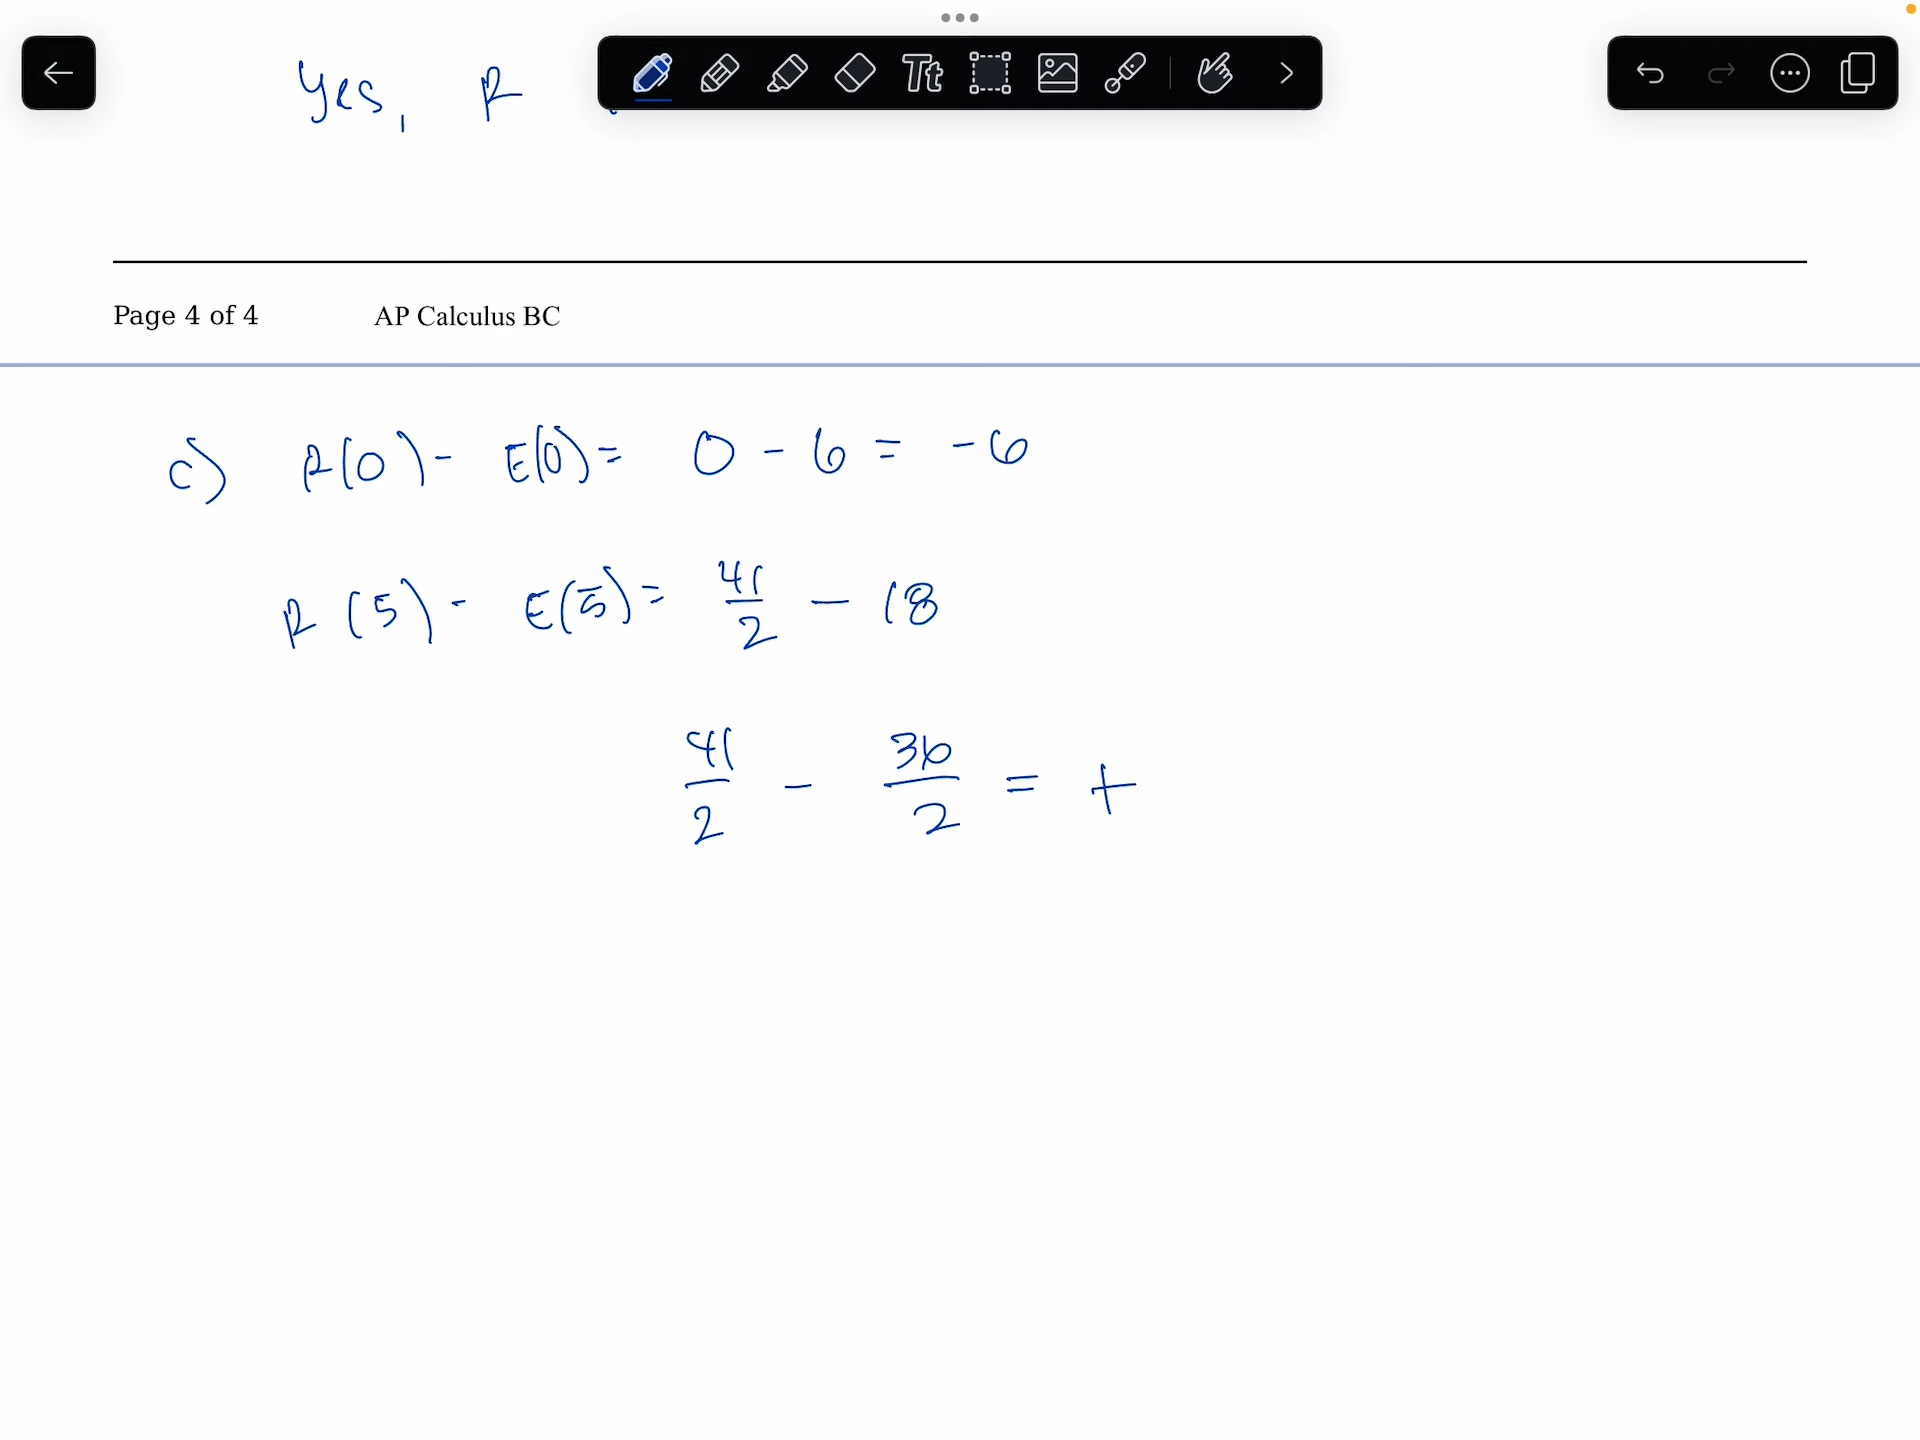 Yes, R
Tt
Page 4 of 4 AP Calculus BC
c) R(0) - E(0) = 0 - 6 = -6
R(5) - E(5) = 41/2 - 18
41/2 - 36/2 = +